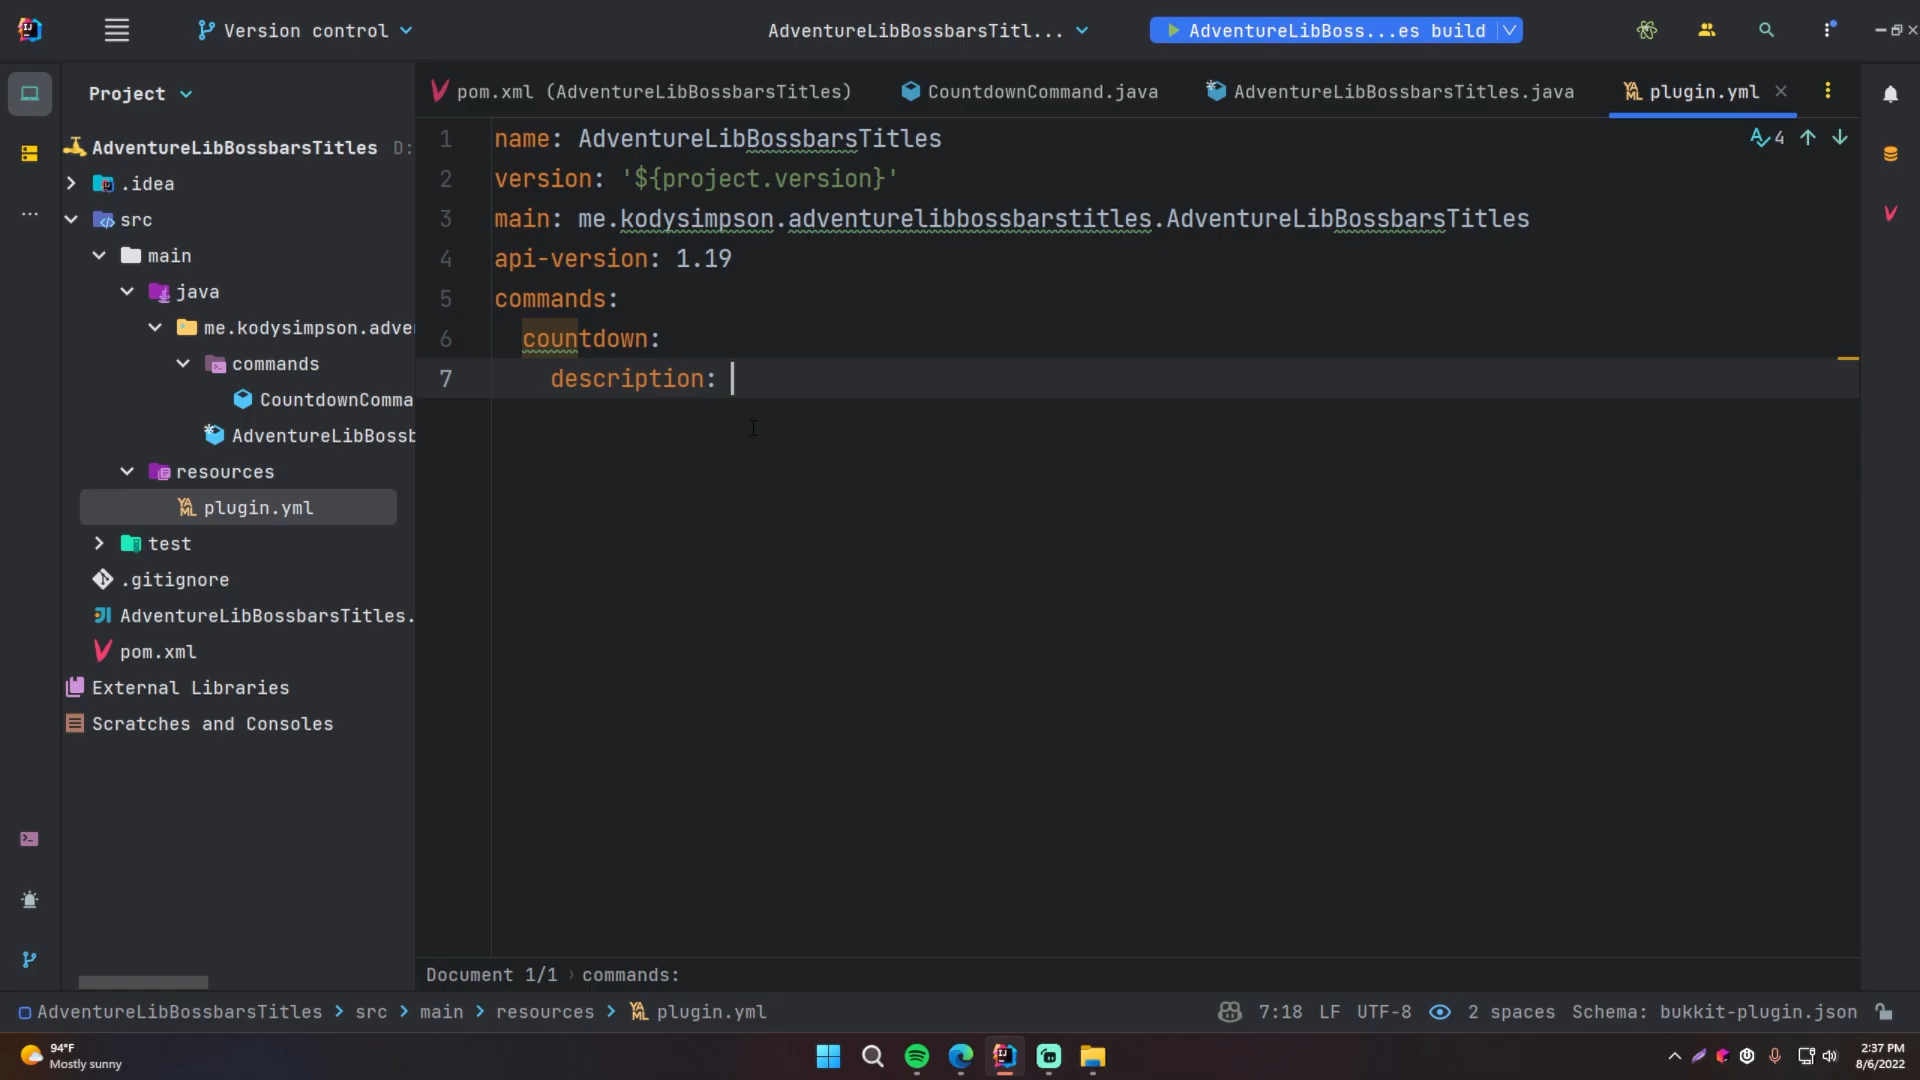 Version control
AdventureLibBossbarsTitl...
AdventureLibBoss...es build
Project
pom.xml (AdventureLibBossbarsTitles)
CountdownCommand.java
AdventureLibBossbarsTitles.java
plugin.yml
AdventureLibBossbarsTitles D:
.idea
src
main
java
me.kodysimpson.adve
commands
CountdownComma
AdventureLibBossb
resources
plugin.yml
test
.gitignore
AdventureLibBossbarsTitles.
pom.xml
External Libraries
Scratches and Consoles
1 name: AdventureLibBossbarsTitles
2 version: '${project.version}'
3 main: me.kodysimpson.adventurelibbossbarstitles.AdventureLibBossbarsTitles
4 api-version: 1.19
5 commands:
6 countdown:
7 description:
4
Document 1/1 › commands:
AdventureLibBossbarsTitles > src > main > resources > plugin.yml
7:18 LF UTF-8 2 spaces Schema: bukkit-plugin.json
94°F
Mostly sunny
2:37 PM
8/6/2022